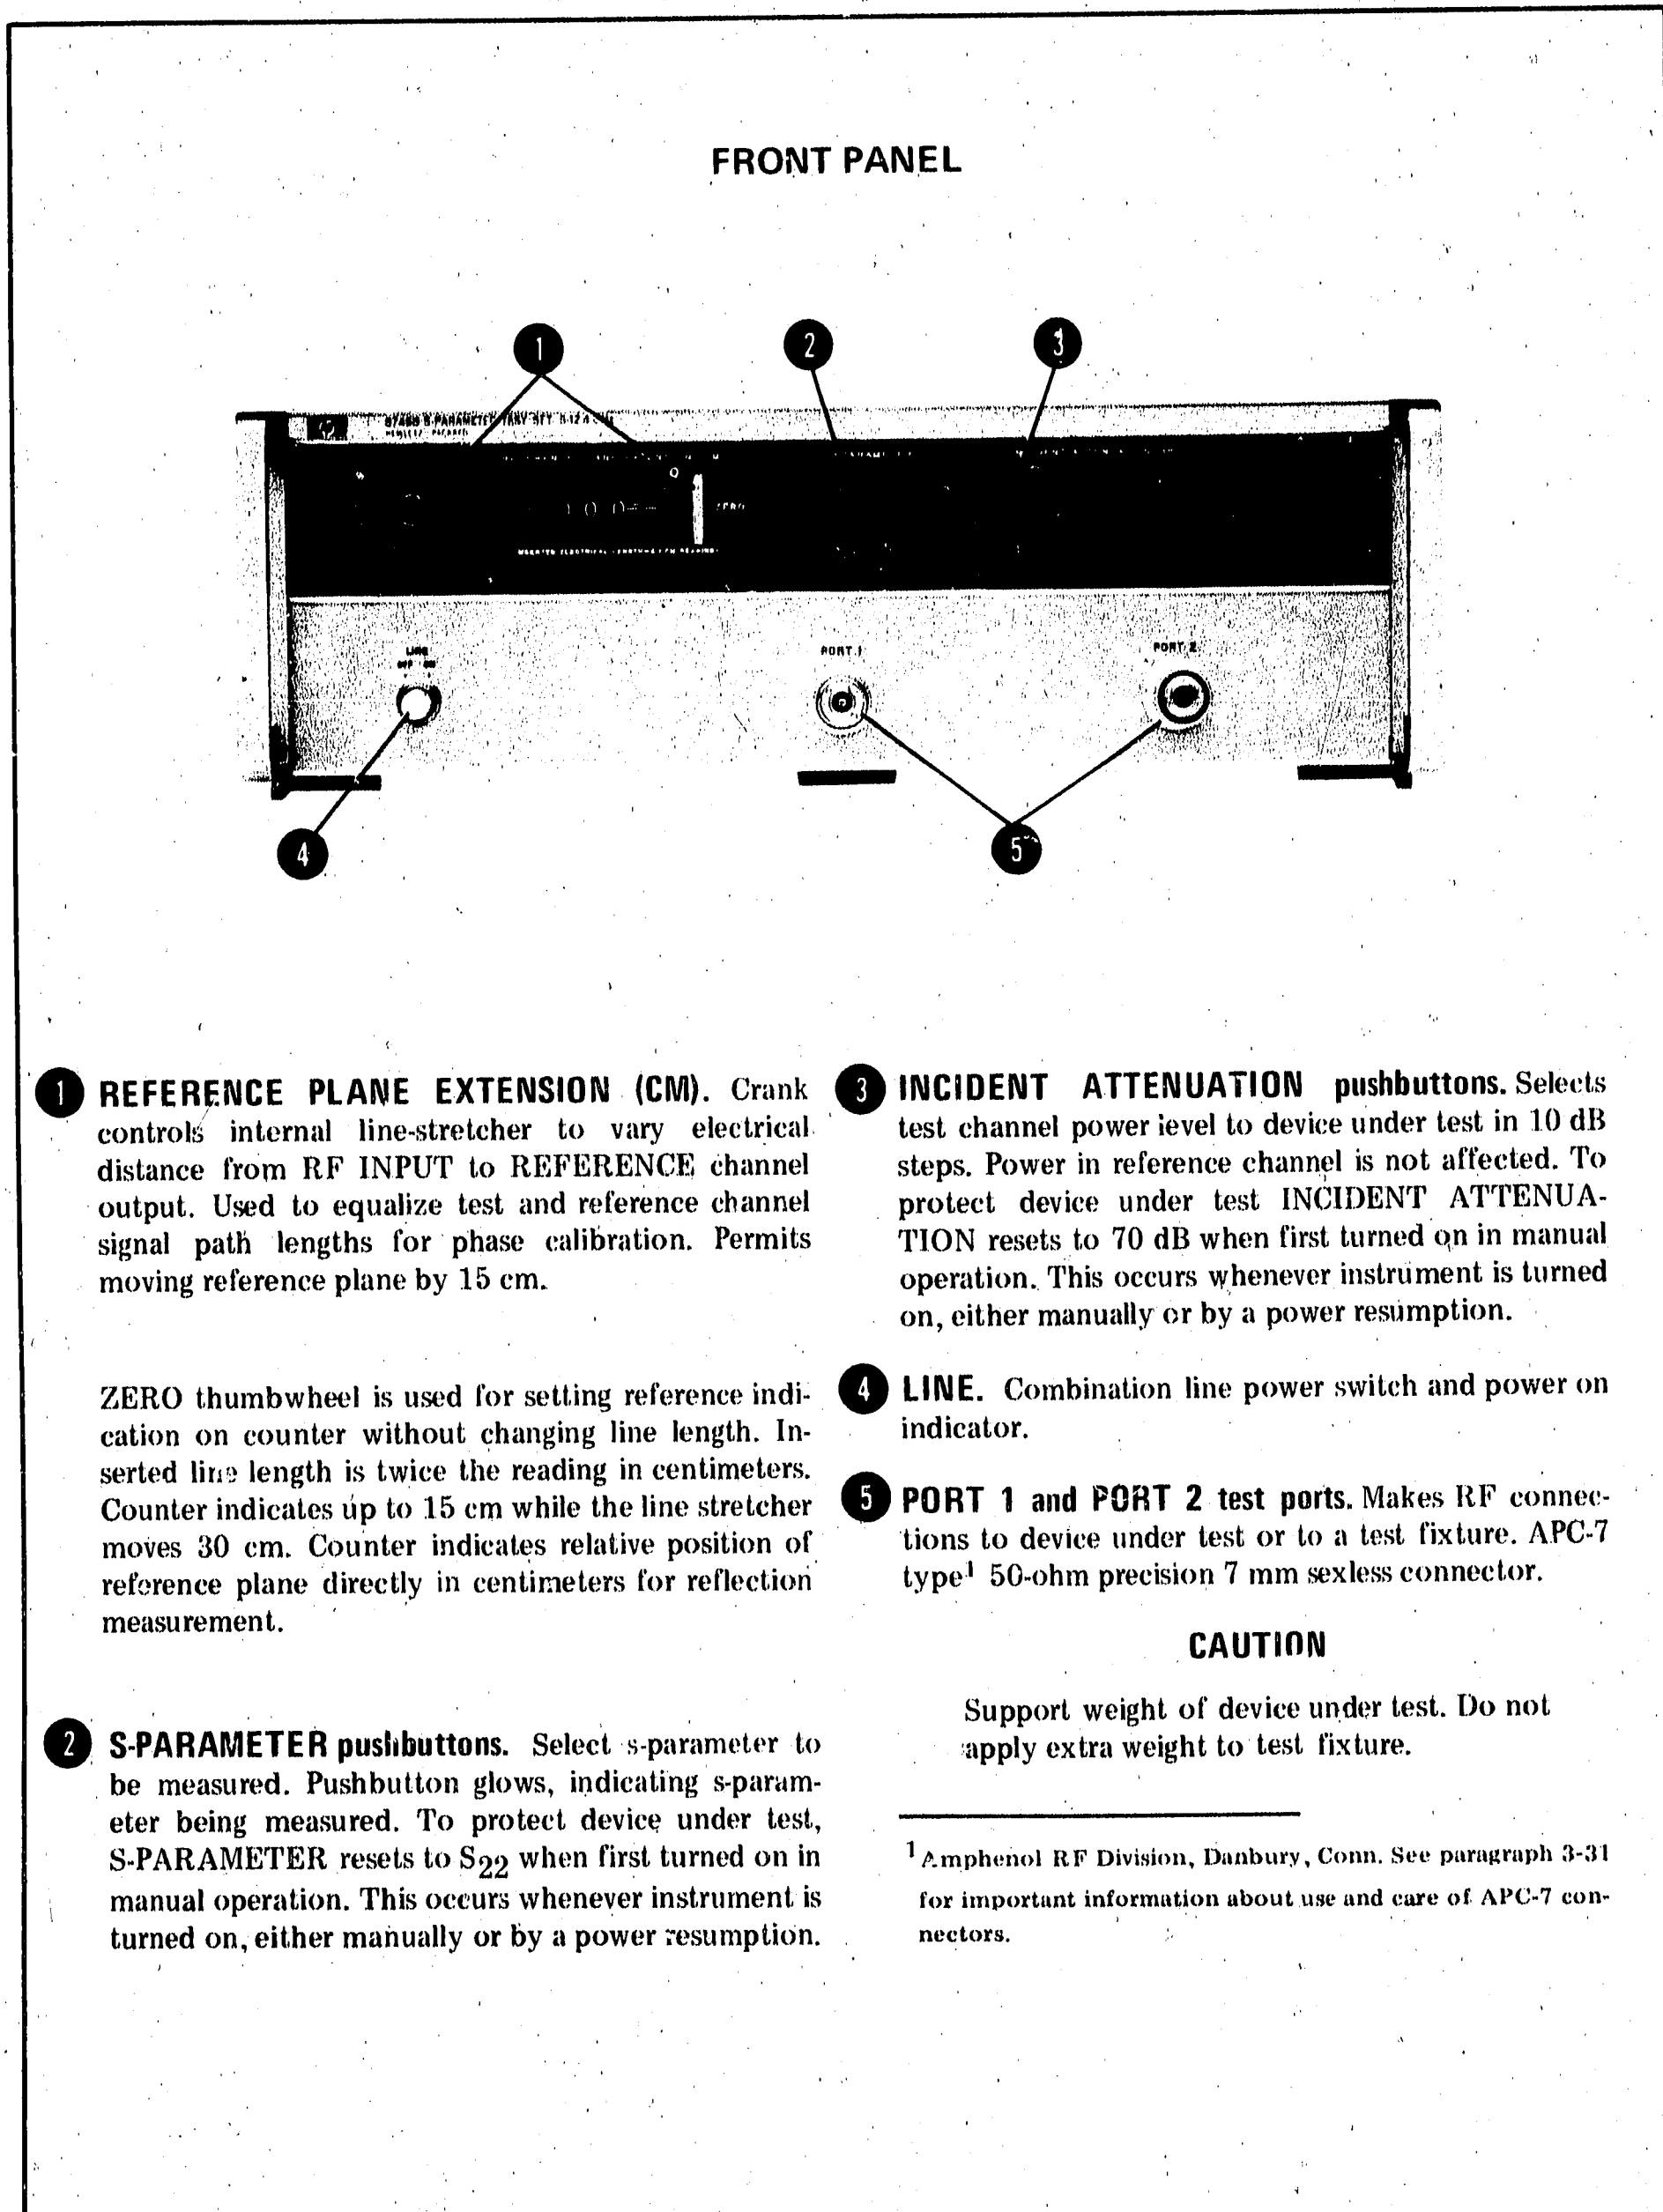 FRONT PANEL
1
2
3
S-PARAMETER TEST SET
HEWLETT · PACKARD
ZERO
LINE
OFF ON
PORT 1
PORT 2
4
5
1 REFERENCE PLANE EXTENSION (CM). Crank
controls internal line-stretcher to vary electrical
distance from RF INPUT to REFERENCE channel
output. Used to equalize test and reference channel
signal path lengths for phase calibration. Permits
moving reference plane by 15 cm.
ZERO thumbwheel is used for setting reference indi-
cation on counter without changing line length. In-
serted line length is twice the reading in centimeters.
Counter indicates up to 15 cm while the line stretcher
moves 30 cm. Counter indicates relative position of
reference plane directly in centimeters for reflection
measurement.
2 S-PARAMETER pushbuttons. Select s-parameter to
be measured. Pushbutton glows, indicating s-param-
eter being measured. To protect device under test,
S-PARAMETER resets to S22 when first turned on in
manual operation. This occurs whenever instrument is
turned on, either manually or by a power resumption.
3 INCIDENT ATTENUATION pushbuttons. Selects
test channel power level to device under test in 10 dB
steps. Power in reference channel is not affected. To
protect device under test INCIDENT ATTENUA-
TION resets to 70 dB when first turned on in manual
operation. This occurs whenever instrument is turned
on, either manually or by a power resumption.
4 LINE. Combination line power switch and power on
indicator.
5 PORT 1 and PORT 2 test ports. Makes RF connec-
tions to device under test or to a test fixture. APC-7
type1 50-ohm precision 7 mm sexless connector.
CAUTION
Support weight of device under test. Do not
apply extra weight to test fixture.
1 Amphenol RF Division, Danbury, Conn. See paragraph 3-31
for important information about use and care of APC-7 con-
nectors.